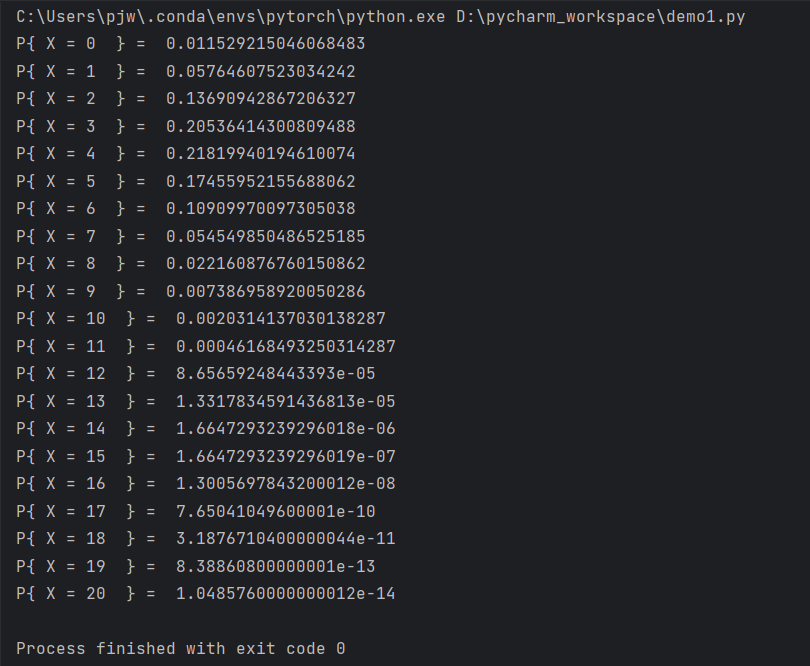 C:\Users\pjw\.conda\envs\pytorch\python.exe D:\pycharm_workspace\demo1.py
P{ X = 0  } =  0.011529215046068483
P{ X = 1  } =  0.05764607523034242
P{ X = 2  } =  0.13690942867206327
P{ X = 3  } =  0.20536414300809488
P{ X = 4  } =  0.21819940194610074
P{ X = 5  } =  0.17455952155688062
P{ X = 6  } =  0.10909970097305038
P{ X = 7  } =  0.054549850486525185
P{ X = 8  } =  0.022160876760150862
P{ X = 9  } =  0.007386958920050286
P{ X = 10  } =  0.0020314137030138287
P{ X = 11  } =  0.00046168493250314287
P{ X = 12  } =  8.65659248443393e-05
P{ X = 13  } =  1.3317834591436813e-05
P{ X = 14  } =  1.6647293239296018e-06
P{ X = 15  } =  1.6647293239296019e-07
P{ X = 16  } =  1.3005697843200012e-08
P{ X = 17  } =  7.65041049600001e-10
P{ X = 18  } =  3.1876710400000044e-11
P{ X = 19  } =  8.38860800000001e-13
P{ X = 20  } =  1.0485760000000012e-14
Process finished with exit code 0